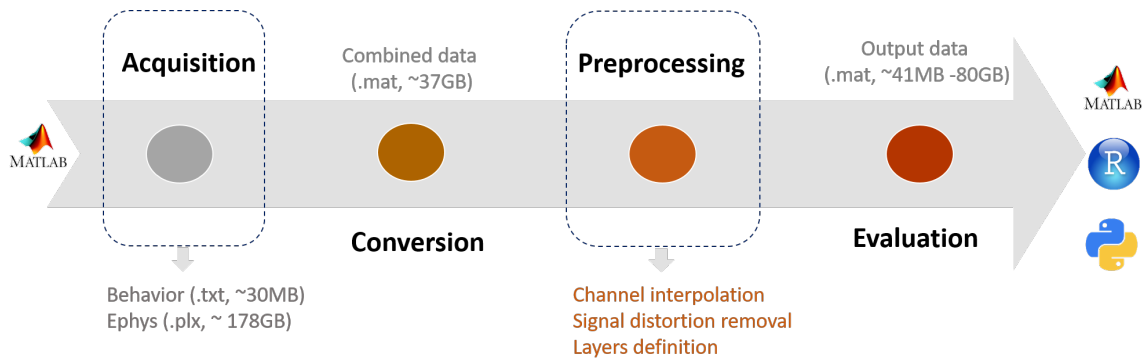 Acquisition
Combined data
(.mat, ~37GB)
Preprocessing
Output data
(.mat, ~41MB -80GB)
MATLAB
MATLAB
R
Conversion
Evaluation
Behavior (.txt, ~30MB)
Ephys (.plx, ~ 178GB)
Channel interpolation
Signal distortion removal
Layers definition